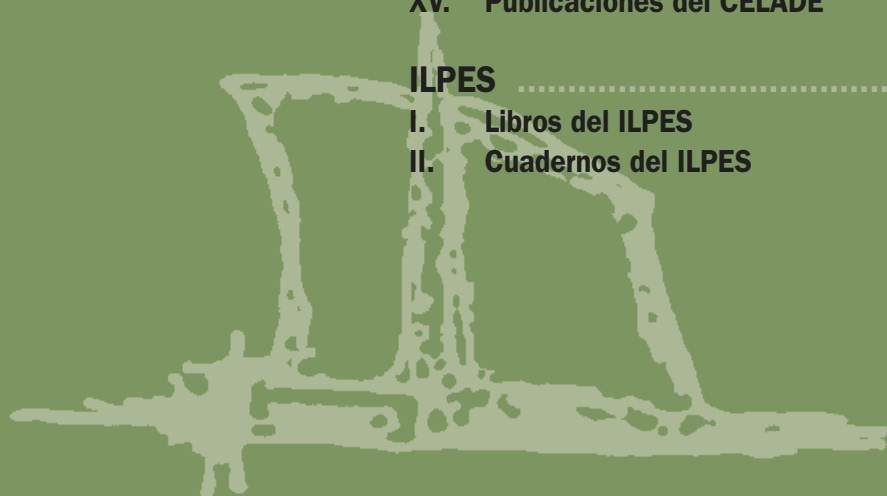 XV. Publicaciones del CELADE
ILPES ................................................
I. Libros del ILPES
II. Cuadernos del ILPES